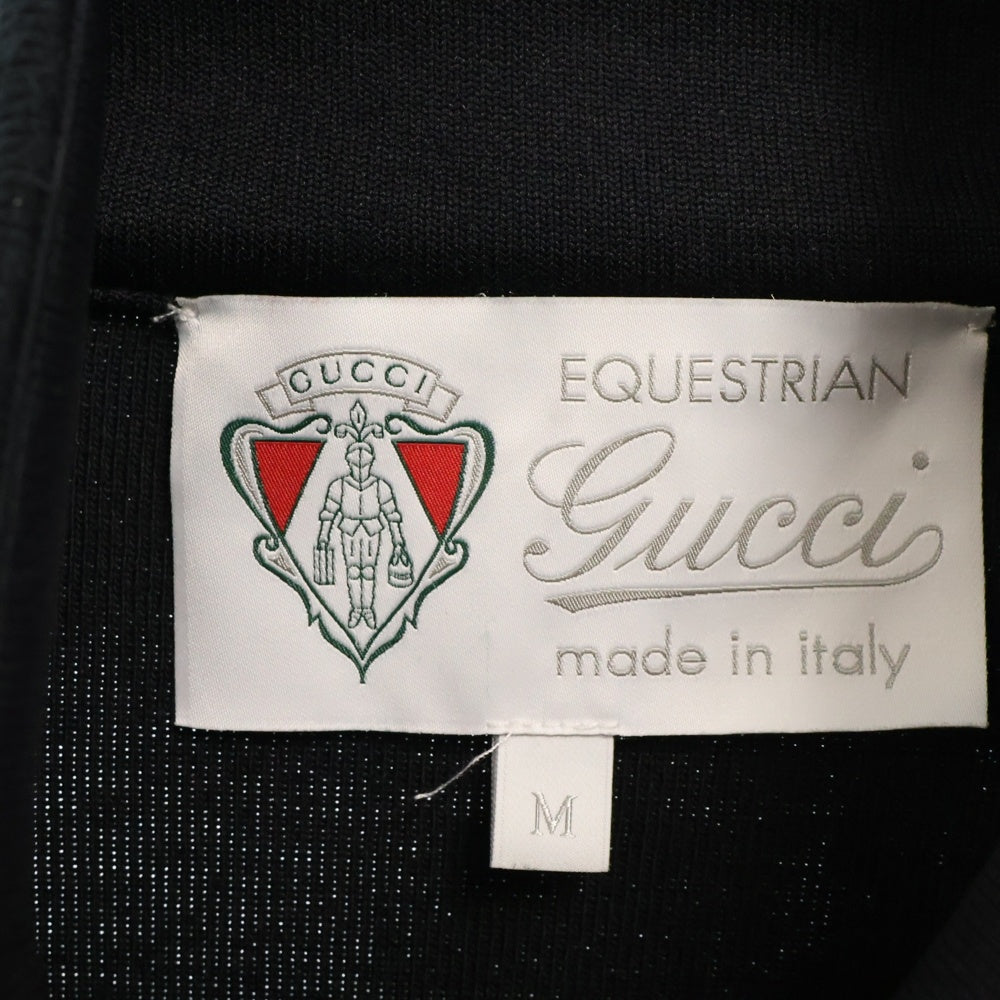 GUCCI
EQUESTRIAN
Gucci
made in italy
M